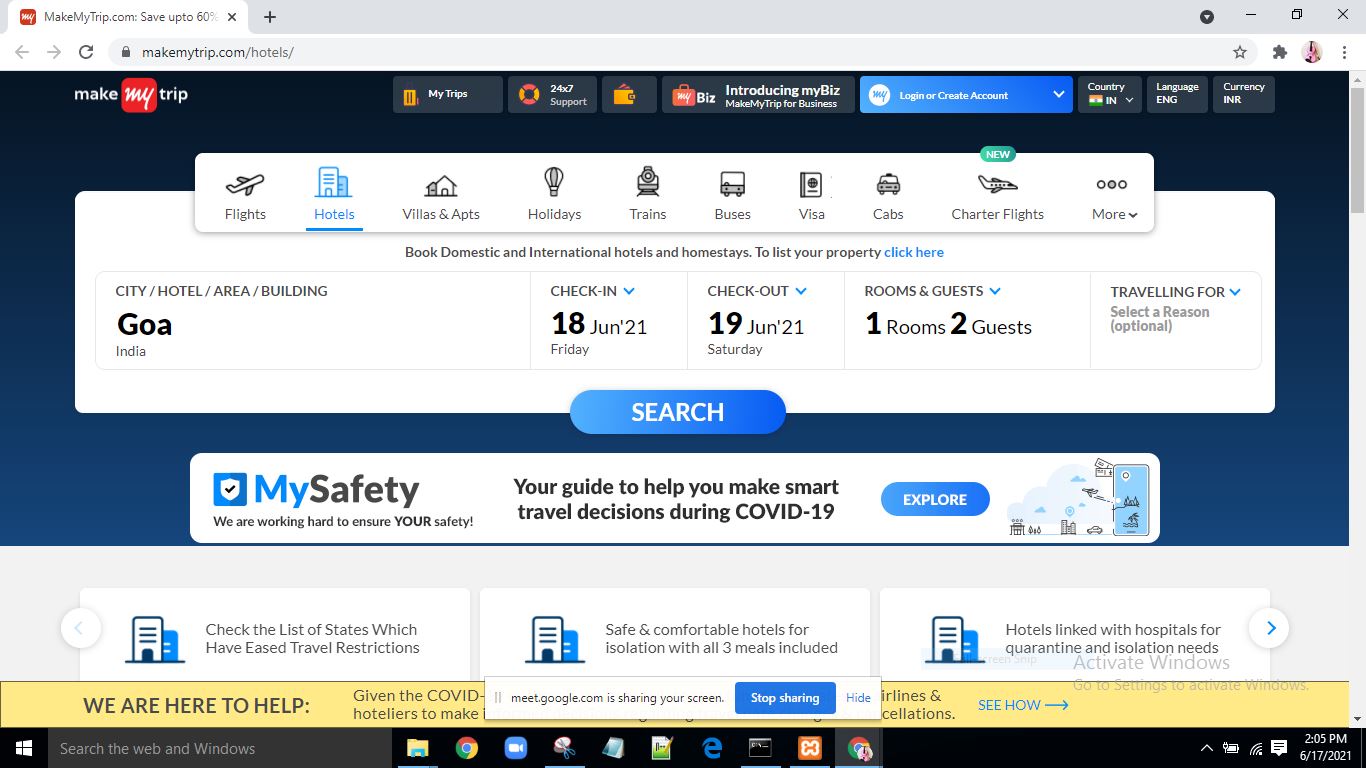 MakeMyTrip.com: Save upto 60%
makemytrip.com/hotels/
make my trip
My Trips
24x7
Support
my Biz
Introducing myBiz
MakeMyTrip for Business
my
Login or Create Account
Country
IN
Language
ENG
Currency
INR
NEW
Flights
Hotels
Villas & Apts
Holidays
Trains
Buses
Visa
Cabs
Charter Flights
More
Book Domestic and International hotels and homestays. To list your property click here
CITY / HOTEL / AREA / BUILDING
Goa
India
CHECK-IN
18 Jun'21
Friday
CHECK-OUT
19 Jun'21
Saturday
ROOMS & GUESTS
1 Rooms 2 Guests
TRAVELLING FOR
Select a Reason
(optional)
SEARCH
MySafety
We are working hard to ensure YOUR safety!
Your guide to help you make smart
travel decisions during COVID-19
EXPLORE
Check the List of States Which
Have Eased Travel Restrictions
Safe & comfortable hotels for
isolation with all 3 meals included
Hotels linked with hospitals for
quarantine and isolation needs
Activate Windows
Go to Settings to activate Windows.
WE ARE HERE TO HELP:
Given the COVID-
hoteliers to make
SEE HOW
meet.google.com is sharing your screen.
Stop sharing
Hide
Search the web and Windows
2:05 PM
6/17/2021